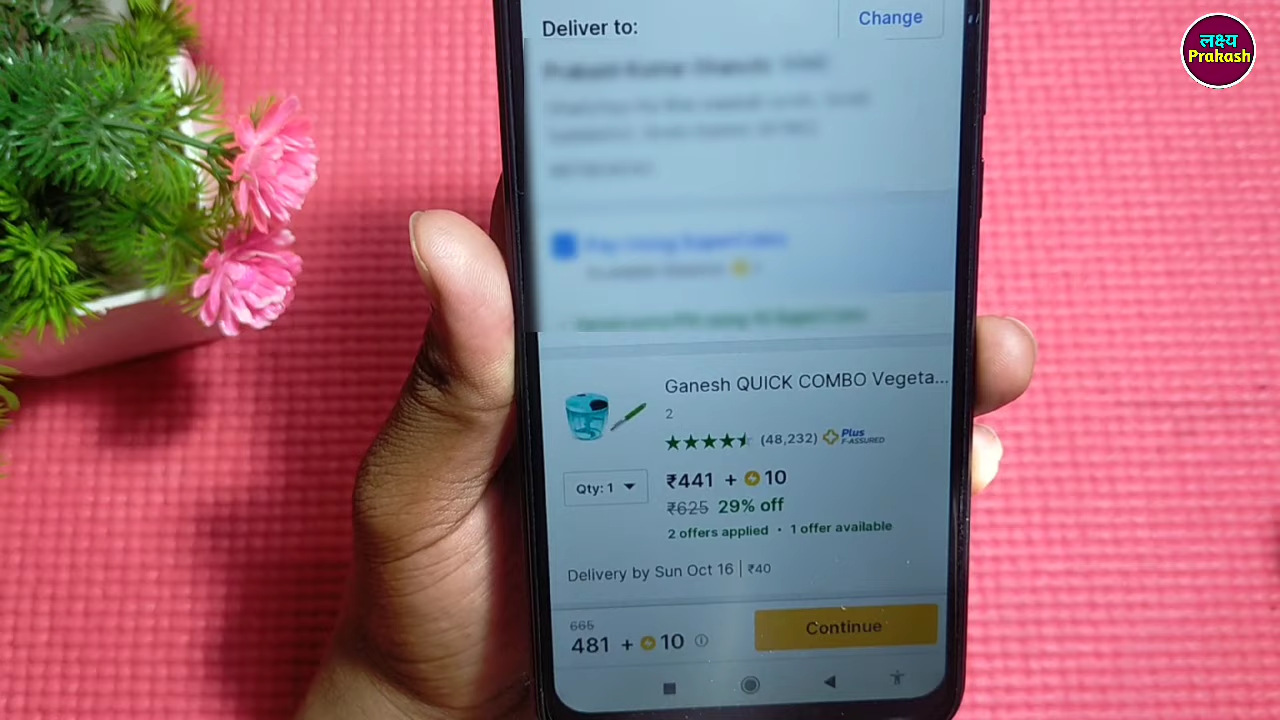 लक्ष्य
Prakash
Deliver to:
Change
Ganesh QUICK COMBO Vegeta...
2
(48,232) Plus
F-ASSURED
Qty: 1
₹441 + 10
₹625 29% off
2 offers applied • 1 offer available
Delivery by Sun Oct 16 | ₹40
665
481 + 10
Continue